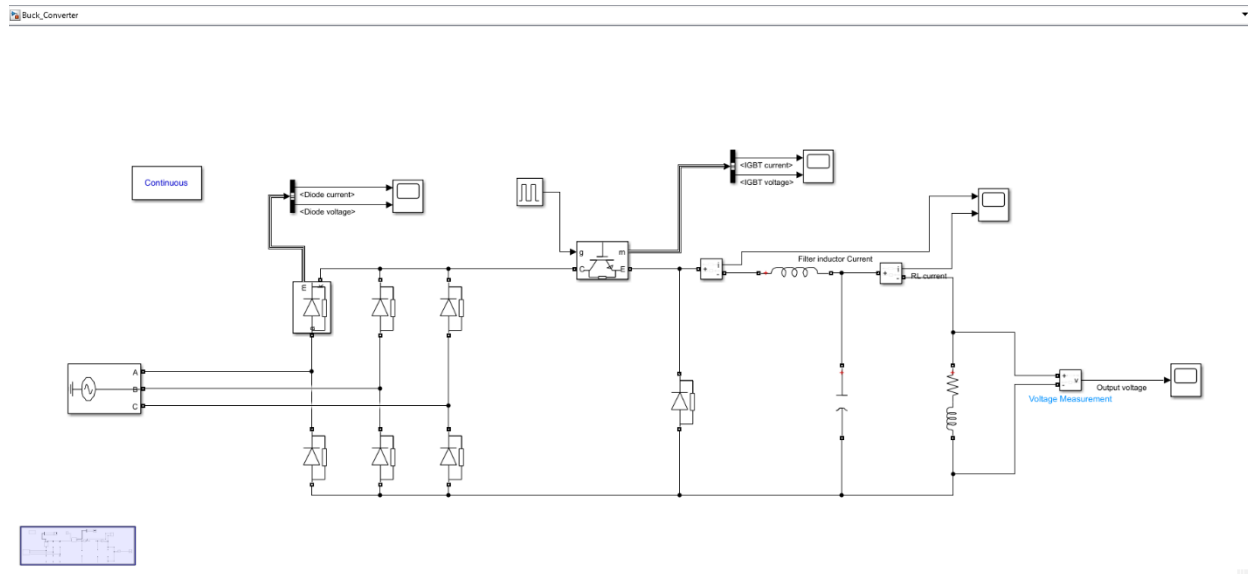 Buck_Converter
Continuous
<Diode current>
<Diode voltage>
<IGBT current>
<IGBT voltage>
g
m
C
E
+
i
-
Filter inductor Current
+
i
-
RL current
E
A
B
C
+
-
v
Output voltage
Voltage Measurement